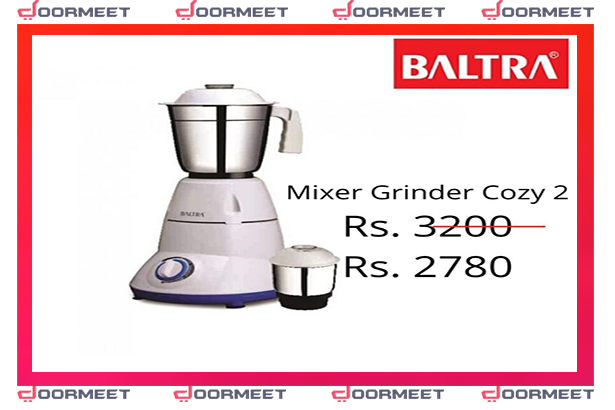 DOORMEET DOORMEET DOORMEET DOORMEET
BALTRA®
Mixer Grinder Cozy 2
Rs. 3200
Rs. 2780
BALTRA
DOORMEET DOORMEET DOORMEET DOORMEET